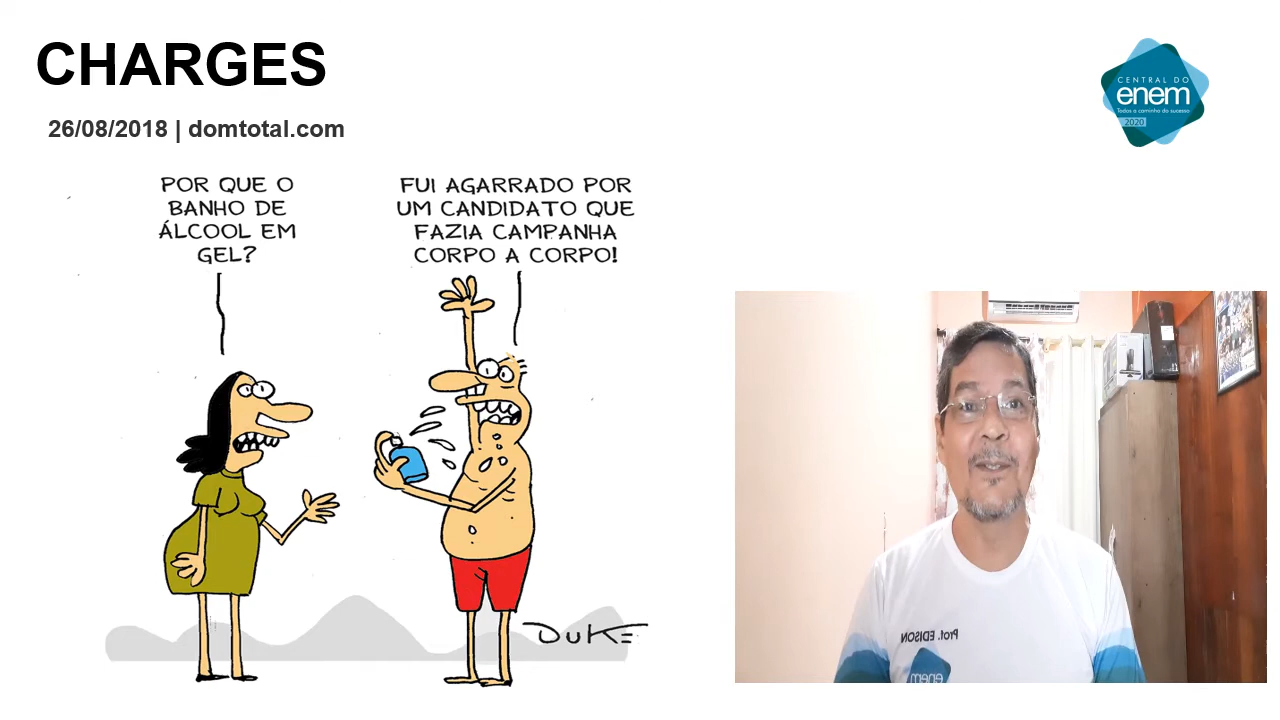 CHARGES
26/08/2018 | domtotal.com
CENTRAL DO
enem
Todos a caminho do sucesso
2020
POR QUE O
BANHO DE
ÁLCOOL EM
GEL?
FUI AGARRADO POR
UM CANDIDATO QUE
FAZIA CAMPANHA
CORPO A CORPO!
DUKE
Prof. EDISON
enem